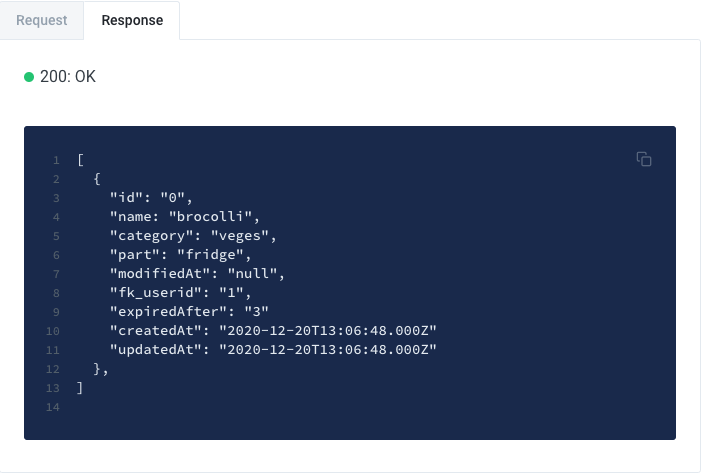 Request Response
200: OK
1 [
2   {
3     "id": "0",
4     "name: "brocolli",
5     "category": "veges",
6     "part": "fridge",
7     "modifiedAt": "null",
8     "fk_userid": "1",
9     "expiredAfter": "3"
10     "createdAt": "2020-12-20T13:06:48.000Z"
11     "updatedAt": "2020-12-20T13:06:48.000Z"
12   },
13 ]
14